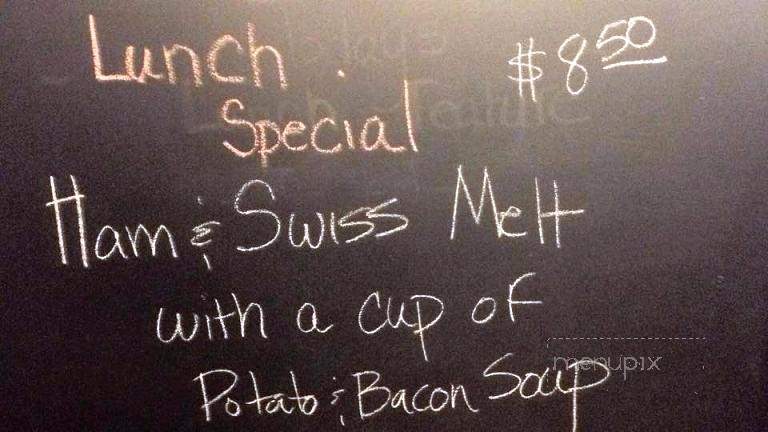 Lunch $8.50
Special
Ham & Swiss Melt
with a cup of
Potato & Bacon Soup
menupix